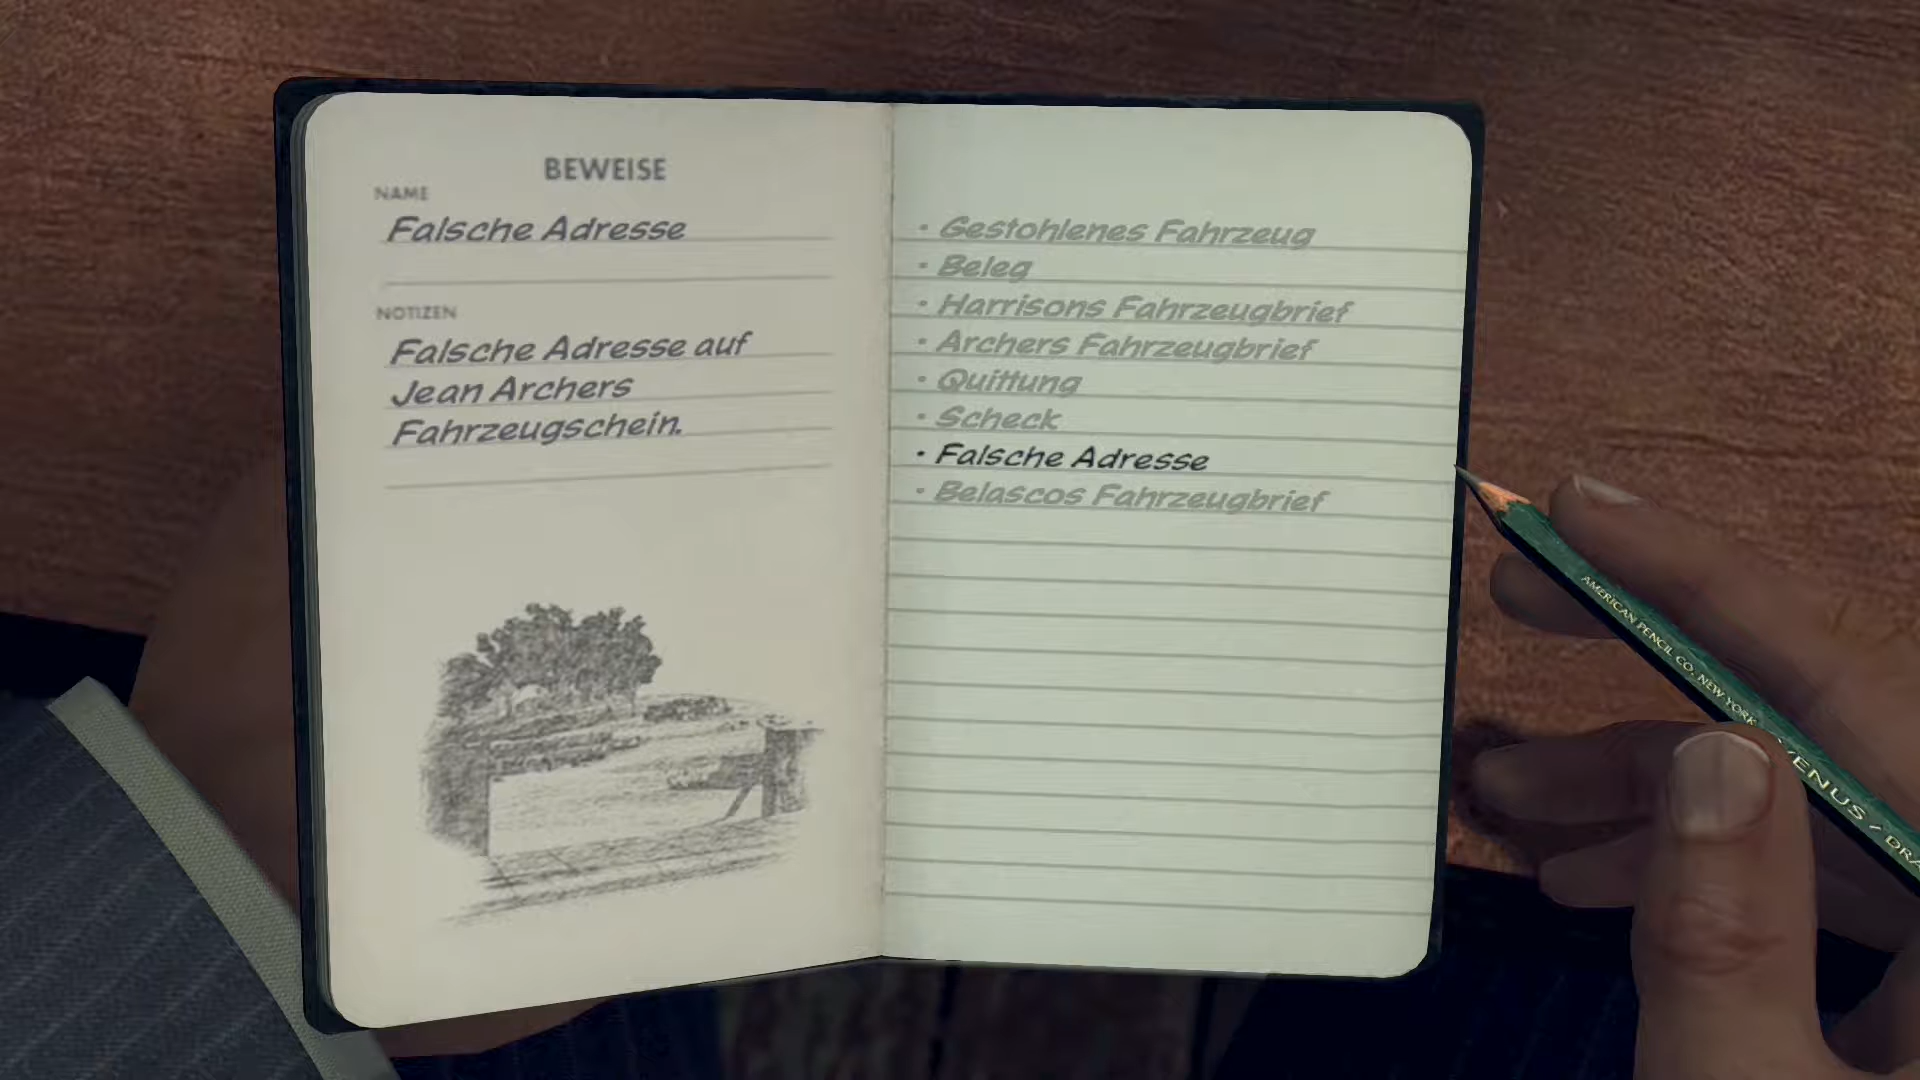 BEWEISE
NAME
Falsche Adresse
NOTIZEN
Falsche Adresse auf
Jean Archers
Fahrzeugschein.
• Gestohlenes Fahrzeug
• Beleg
• Harrisons Fahrzeugbrief
• Archers Fahrzeugbrief
• Quittung
• Scheck
• Falsche Adresse
• Belascos Fahrzeugbrief
AMERICAN PENCIL CO. NEW YORK
VENUS / DRA